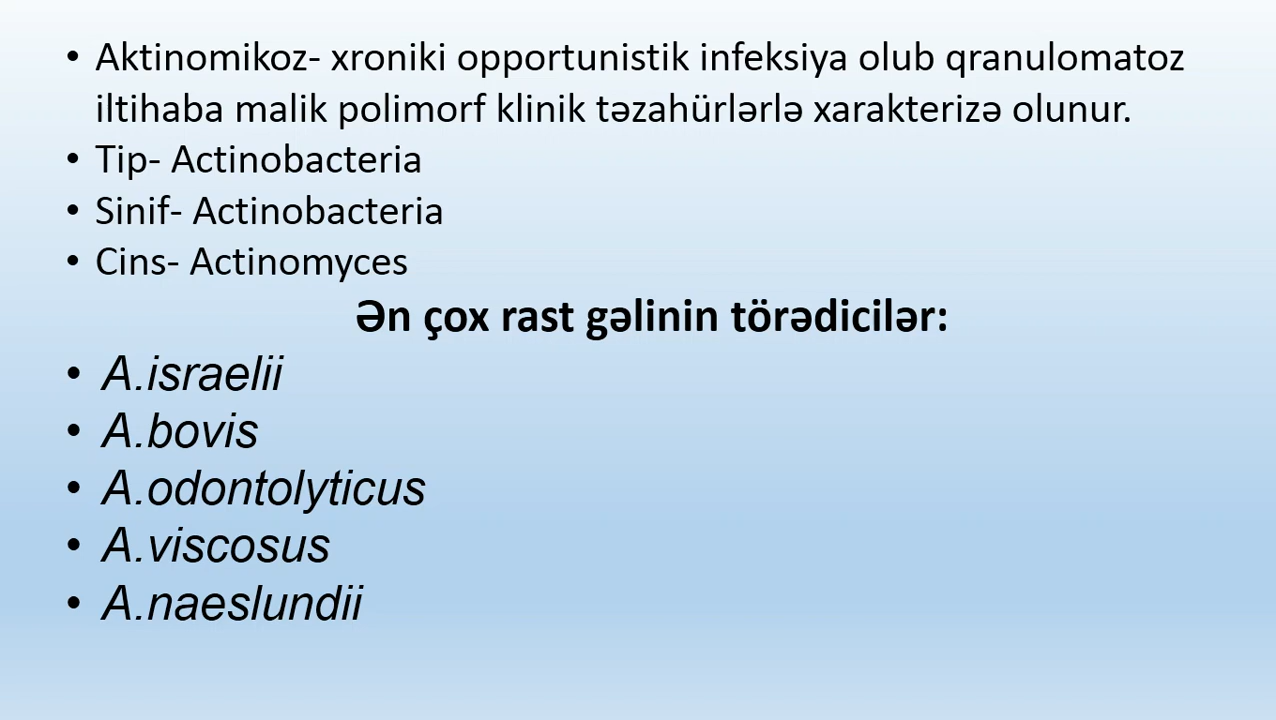 • Aktinomikoz- xroniki opportunistik infeksiya olub qranulomatoz
iltihaba malik polimorf klinik təzahürlərlə xarakterizə olunur.
• Tip- Actinobacteria
• Sinif- Actinobacteria
• Cins- Actinomyces
Ən çox rast gəlinin törədicilər:
• A.israelii
• A.bovis
• A.odontolyticus
• A.viscosus
• A.naeslundii